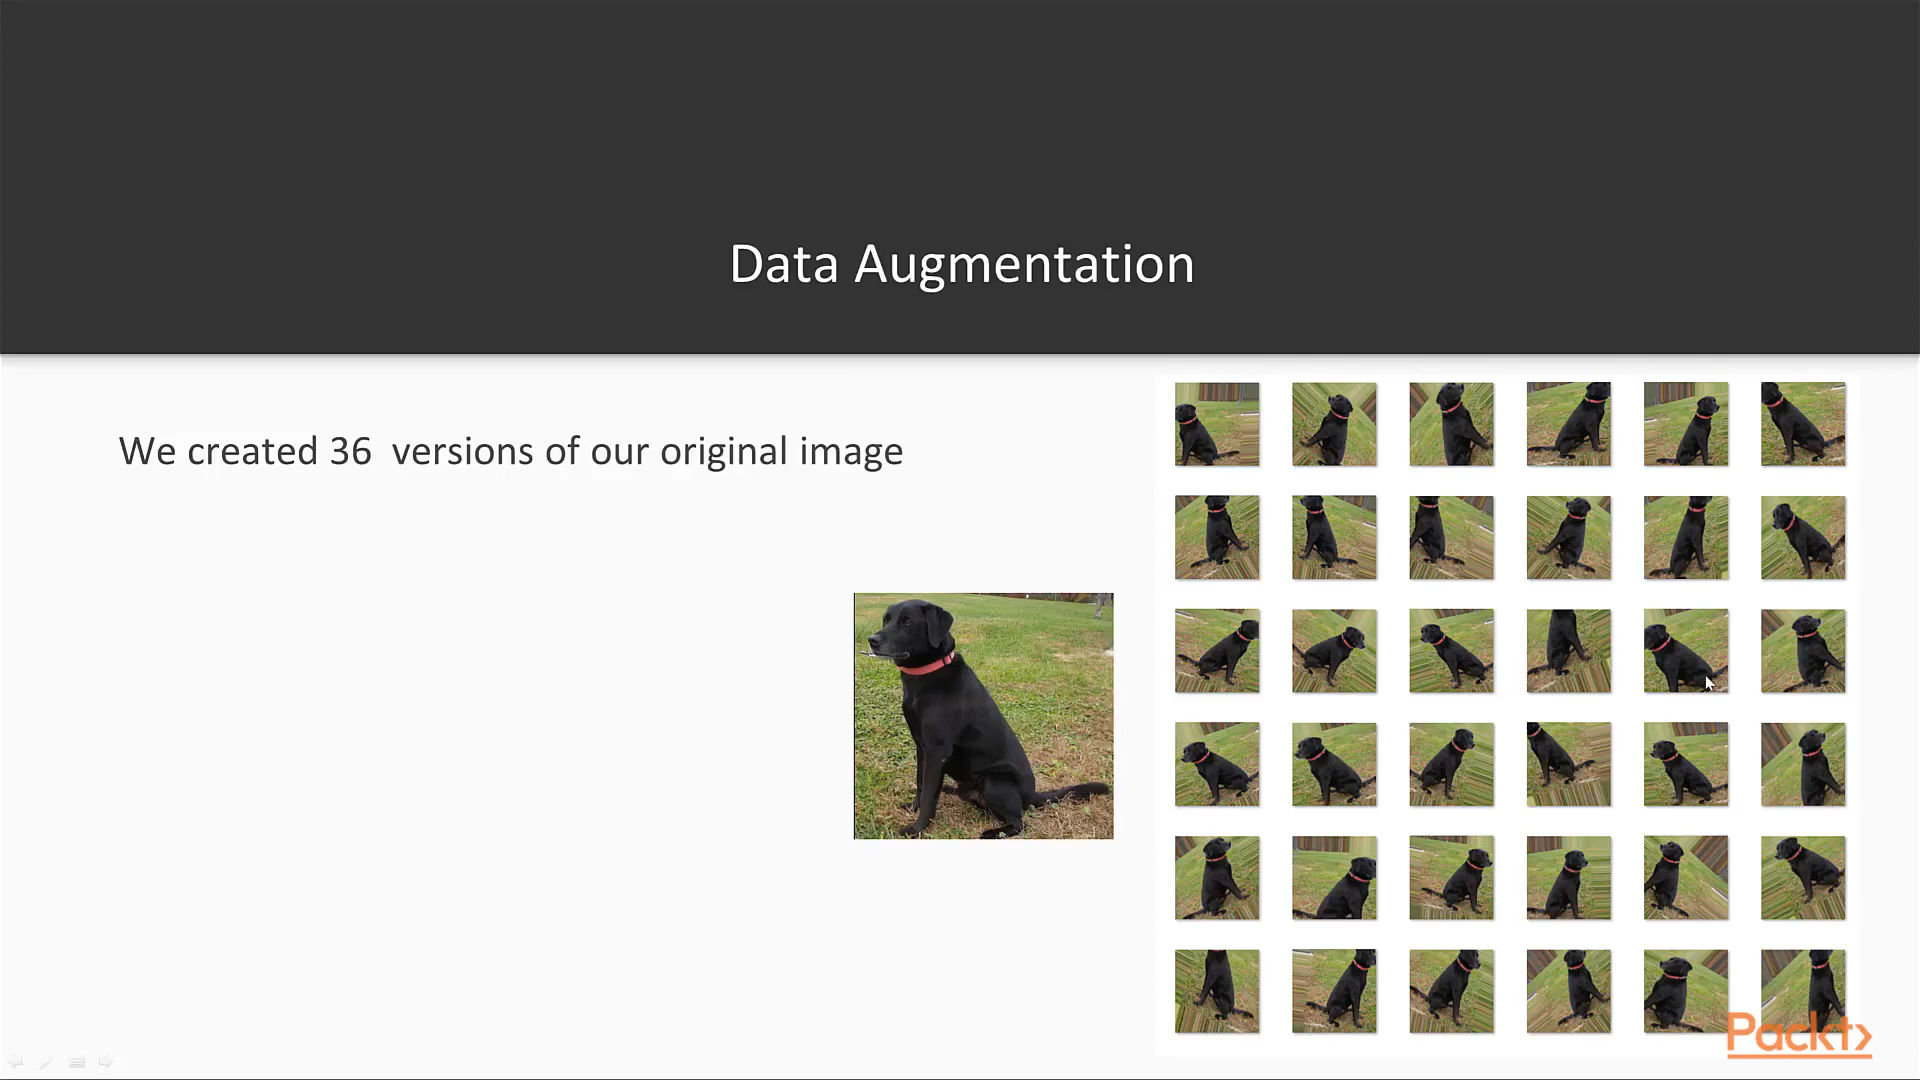 Data Augmentation
We created 36 versions of our original image
Packt